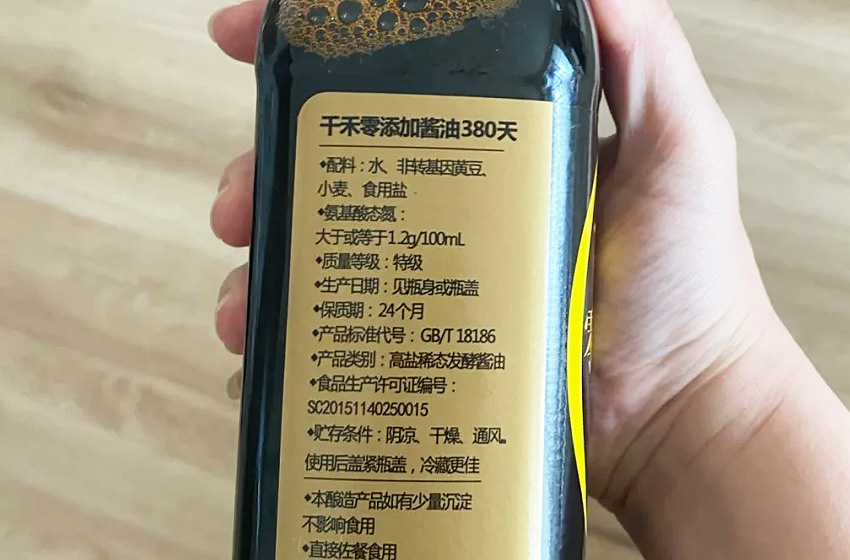 千禾零添加酱油380天
◆配料：水、非转基因黄豆、
小麦、食用盐
◆氨基酸态氮：
大于或等于1.2g/100mL
◆质量等级：特级
◆生产日期：见瓶身或瓶盖
◆保质期：24个月
◆产品标准代号：GB/T 18186
◆产品类别：高盐稀态发酵酱油
◆食品生产许可证编号：
SC20151140250015
◆贮存条件：阴凉、干燥、通风。
使用后盖紧瓶盖，冷藏更佳
◆本酿造产品如有少量沉淀
不影响食用
◆直接佐餐食用